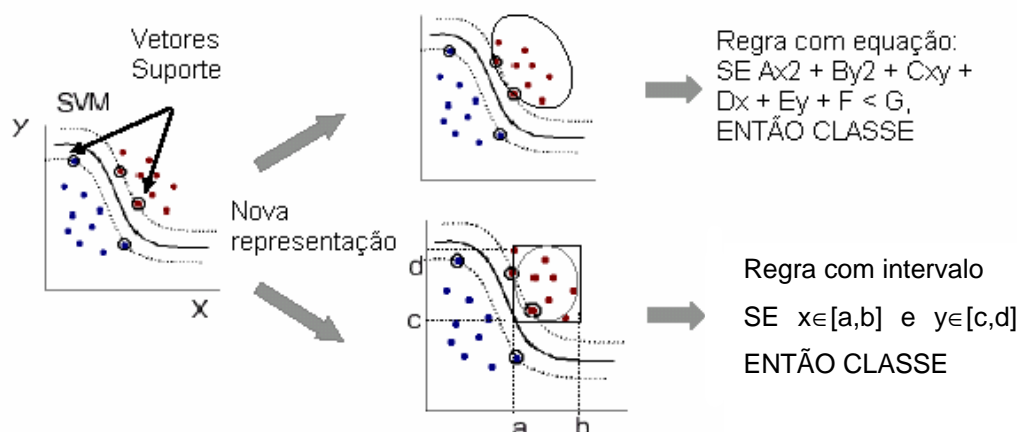 Vetores
Suporte
SVM
Y
X
Nova
representação
Regra com equação:
SE Ax2 + By2 + Cxy +
Dx + Ey + F < G,
ENTÃO CLASSE
d
c
a
b
Regra com intervalo
SE x∈[a,b] e y∈[c,d]
ENTÃO CLASSE